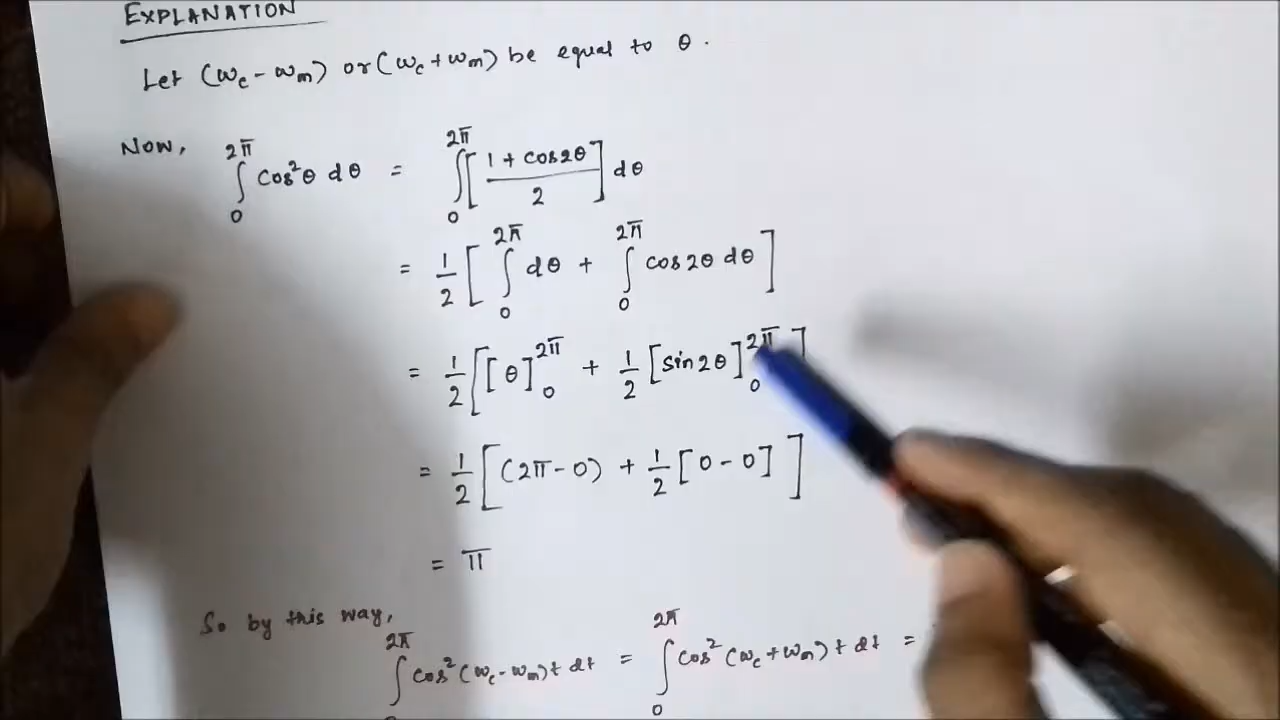 EXPLANATION
Let (ωc - ωm) or (ωc + ωm) be equal to θ.
Now, ∫₀^2π cos²θ dθ = ∫₀^2π [(1 + cos2θ)/2] dθ
= 1/2 [∫₀^2π dθ + ∫₀^2π cos2θ dθ]
= 1/2 [[θ]₀^2π + 1/2 [sin2θ]₀^2π]
= 1/2 [(2π - 0) + 1/2 [0 - 0]]
= π
So by this way,
∫₀^2π cos²(ωc - ωm)t dt = ∫₀^2π cos²(ωc + ωm)t dt =